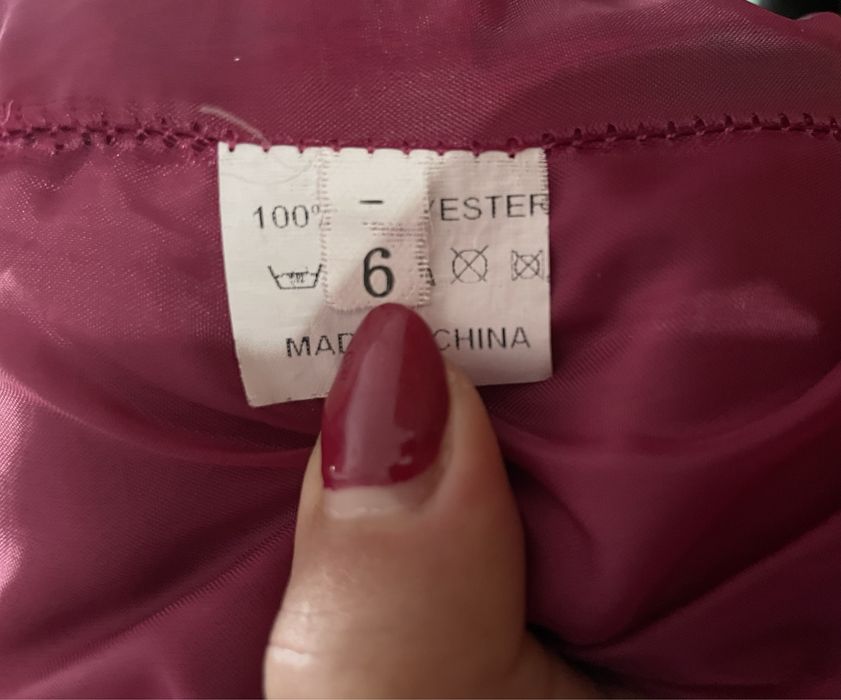 100%
–
YESTER
6
MAD
CHINA